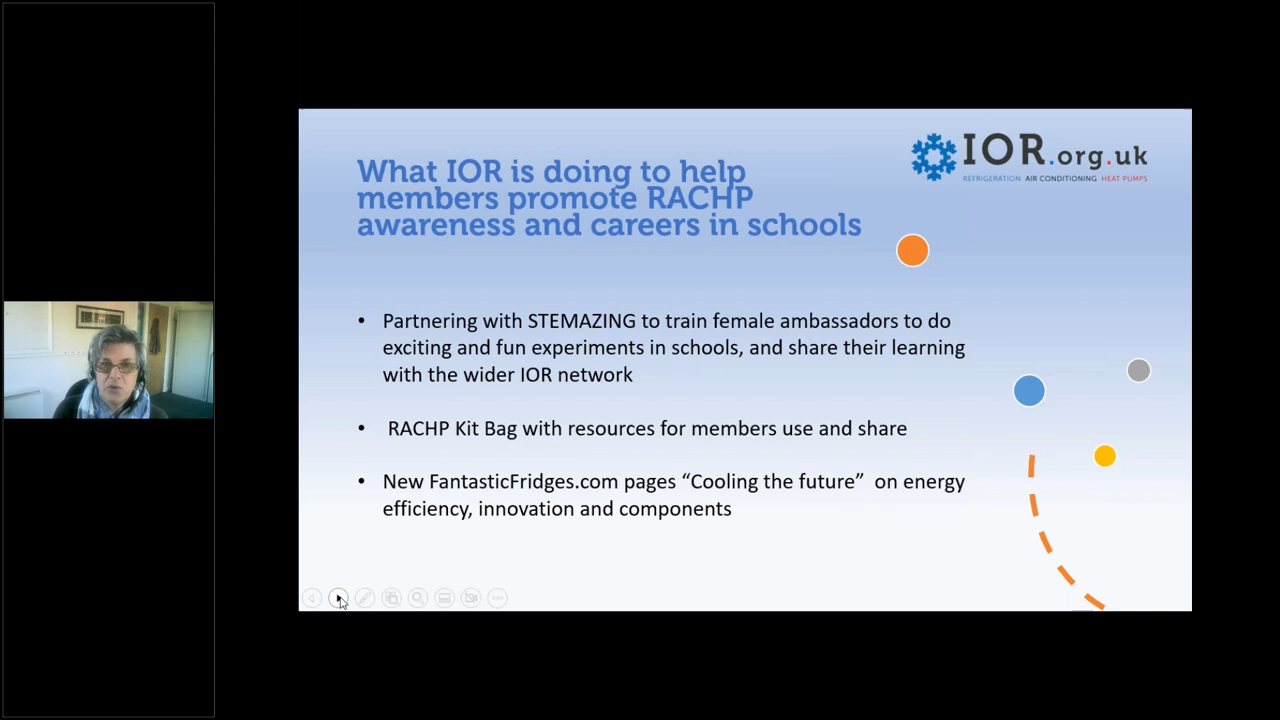 What IOR is doing to help
members promote RACHP
awareness and careers in schools
IOR.org.uk
REFRIGERATION AIR CONDITIONING HEAT PUMPS
• Partnering with STEMAZING to train female ambassadors to do
exciting and fun experiments in schools, and share their learning
with the wider IOR network
• RACHP Kit Bag with resources for members use and share
• New FantasticFridges.com pages “Cooling the future” on energy
efficiency, innovation and components